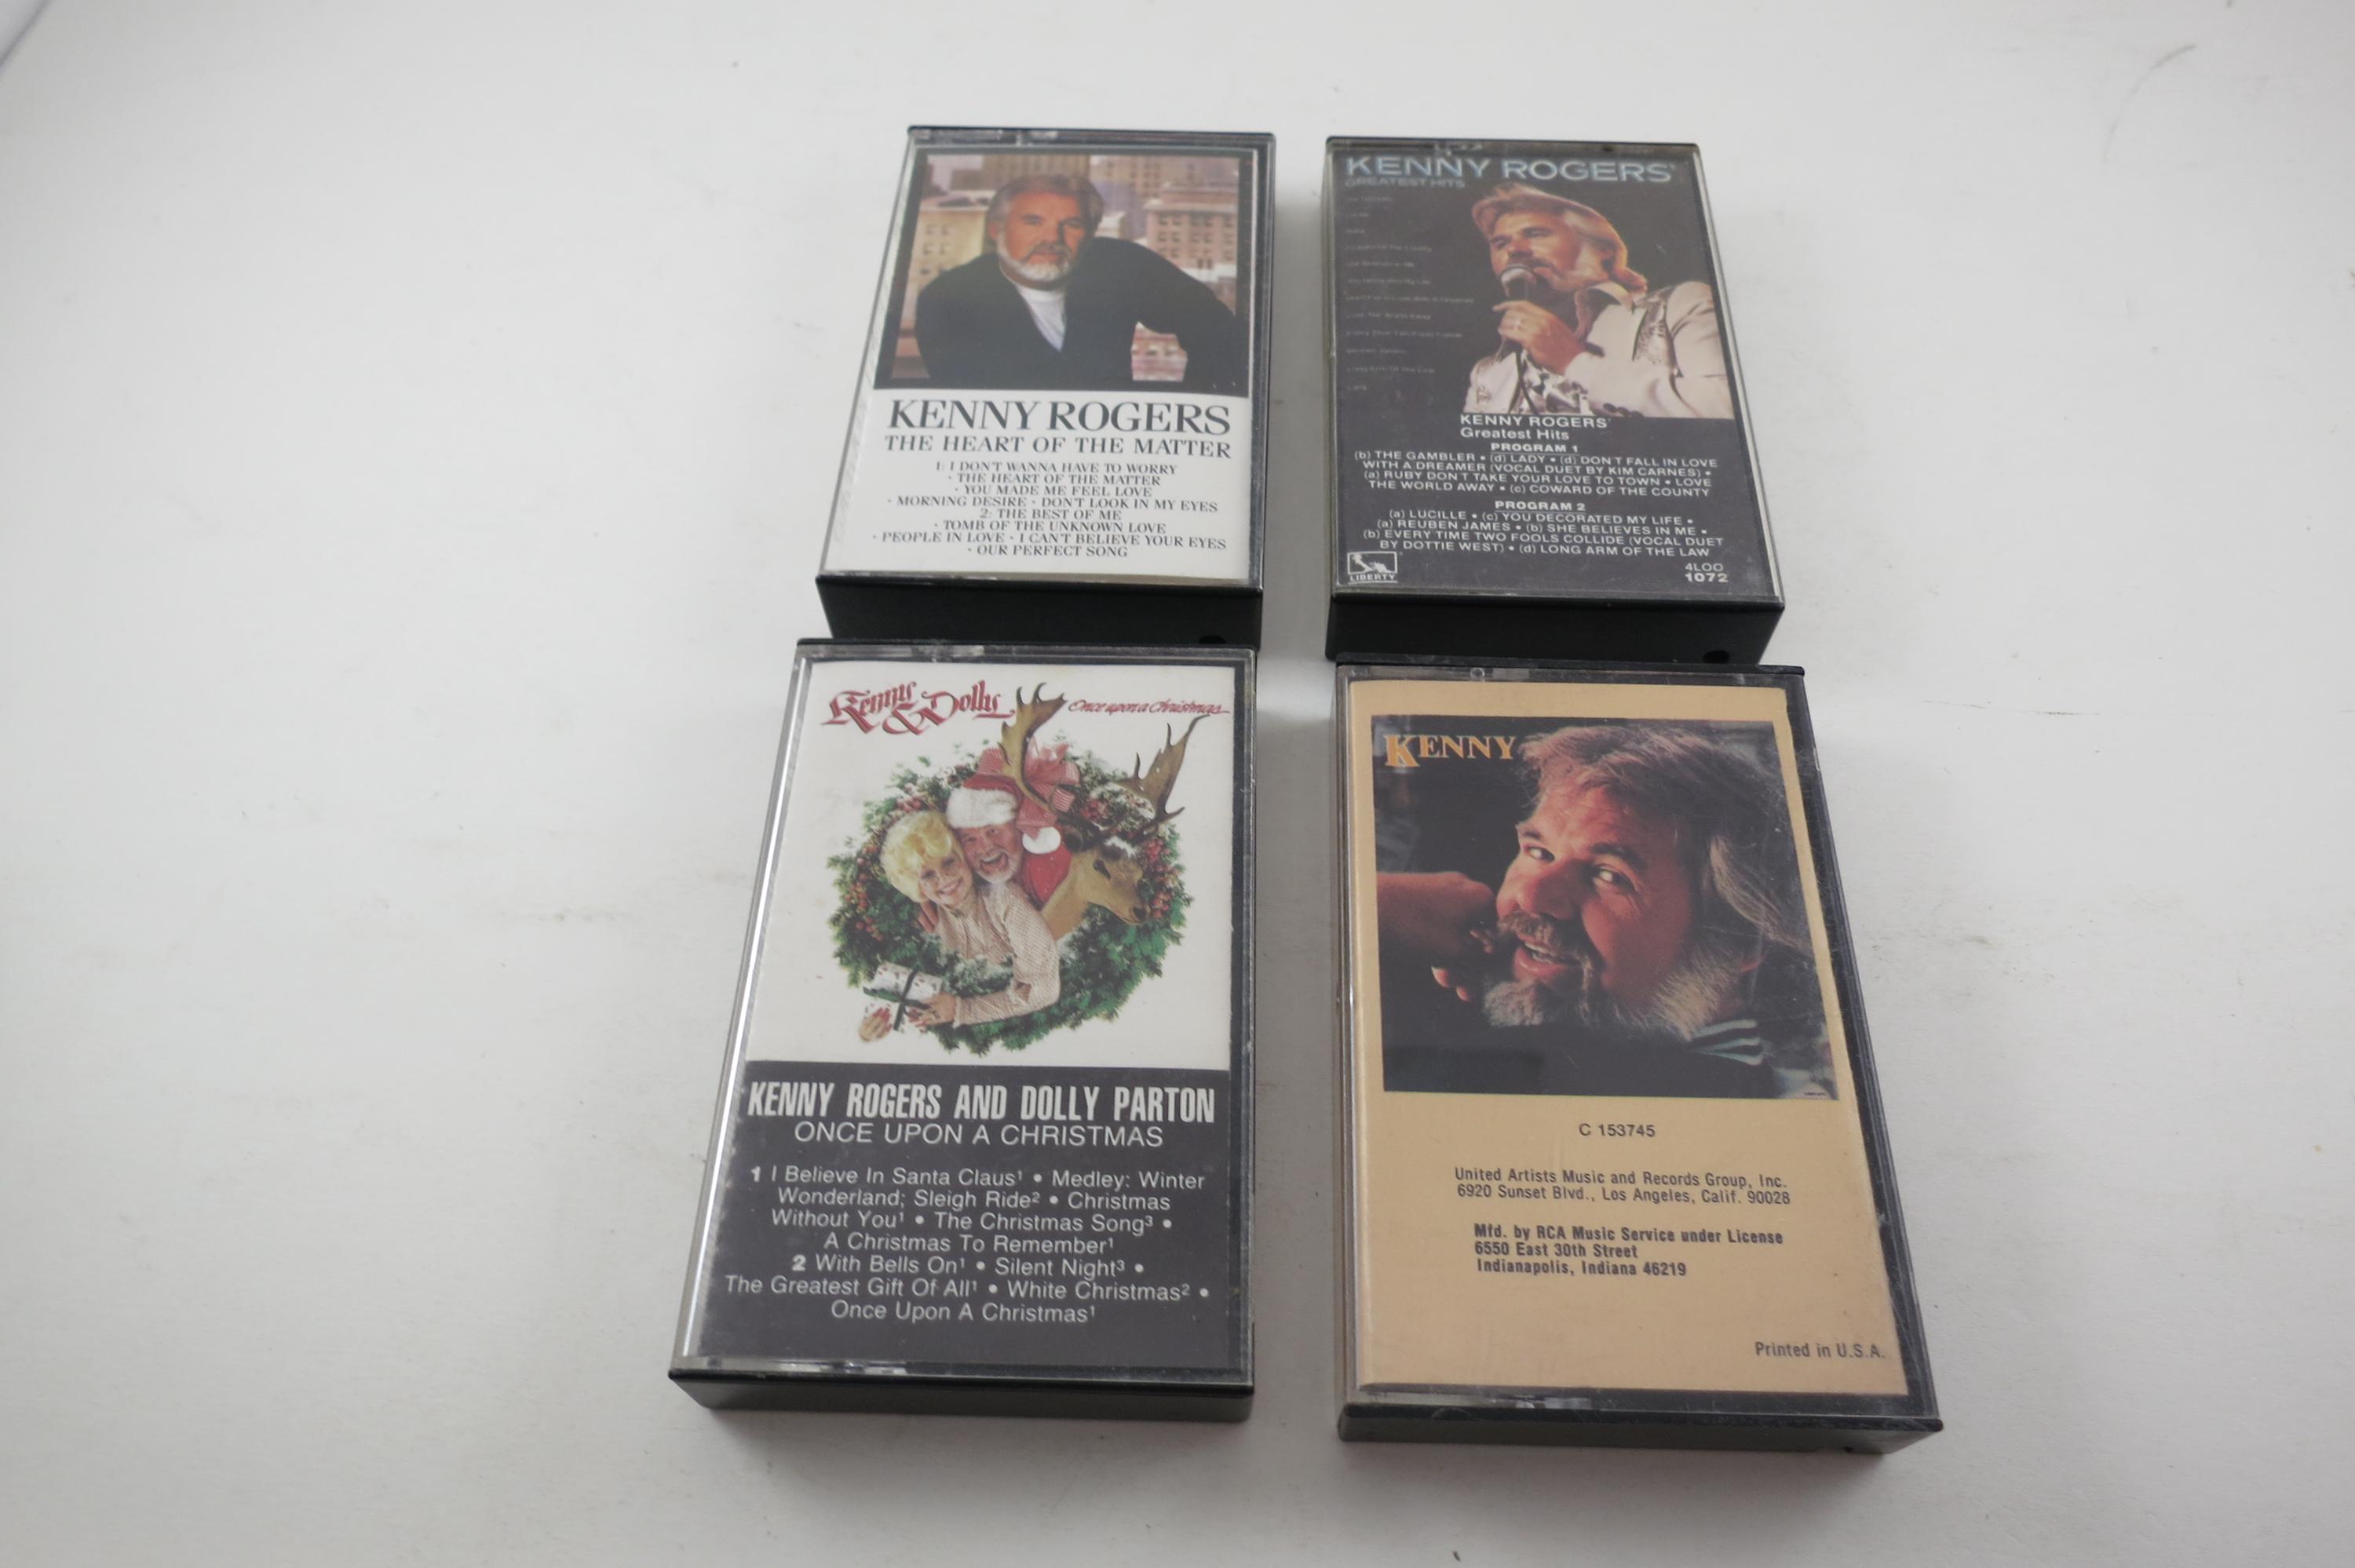 KENNY ROGERS
THE HEART OF THE MATTER
1: I DON'T WANNA HAVE TO WORRY
• THE HEART OF THE MATTER
• YOU MADE ME FEEL LOVE
• MORNING DESIRE • DON'T LOOK IN MY EYES
2: THE BEST OF ME
• TOMB OF THE UNKNOWN LOVE
• PEOPLE IN LOVE • I CAN'T BELIEVE YOUR EYES
• OUR PERFECT SONG
KENNY ROGERS'
GREATEST HITS
KENNY ROGERS'
Greatest Hits
PROGRAM 1
(b) THE GAMBLER • (d) LADY • (d) DON'T FALL IN LOVE
WITH A DREAMER (VOCAL DUET BY KIM CARNES) •
(a) RUBY DON'T TAKE YOUR LOVE TO TOWN • LOVE
THE WORLD AWAY • (c) COWARD OF THE COUNTY
PROGRAM 2
(a) LUCILLE • (c) YOU DECORATED MY LIFE •
(a) REUBEN JAMES • (b) SHE BELIEVES IN ME •
(b) EVERY TIME TWO FOOLS COLLIDE (VOCAL DUET
BY DOTTIE WEST) • (d) LONG ARM OF THE LAW
LIBERTY
4LOO
1072
Kenny & Dolly Once upon a Christmas
KENNY ROGERS AND DOLLY PARTON
ONCE UPON A CHRISTMAS
1 I Believe In Santa Claus¹ • Medley: Winter
Wonderland; Sleigh Ride² • Christmas
Without You¹ • The Christmas Song³ •
A Christmas To Remember¹
2 With Bells On¹ • Silent Night³ •
The Greatest Gift Of All¹ • White Christmas² •
Once Upon A Christmas¹
KENNY
C 153745
United Artists Music and Records Group, Inc.
6920 Sunset Blvd., Los Angeles, Calif. 90028
Mfd. by RCA Music Service under License
6550 East 30th Street
Indianapolis, Indiana 46219
Printed in U.S.A.